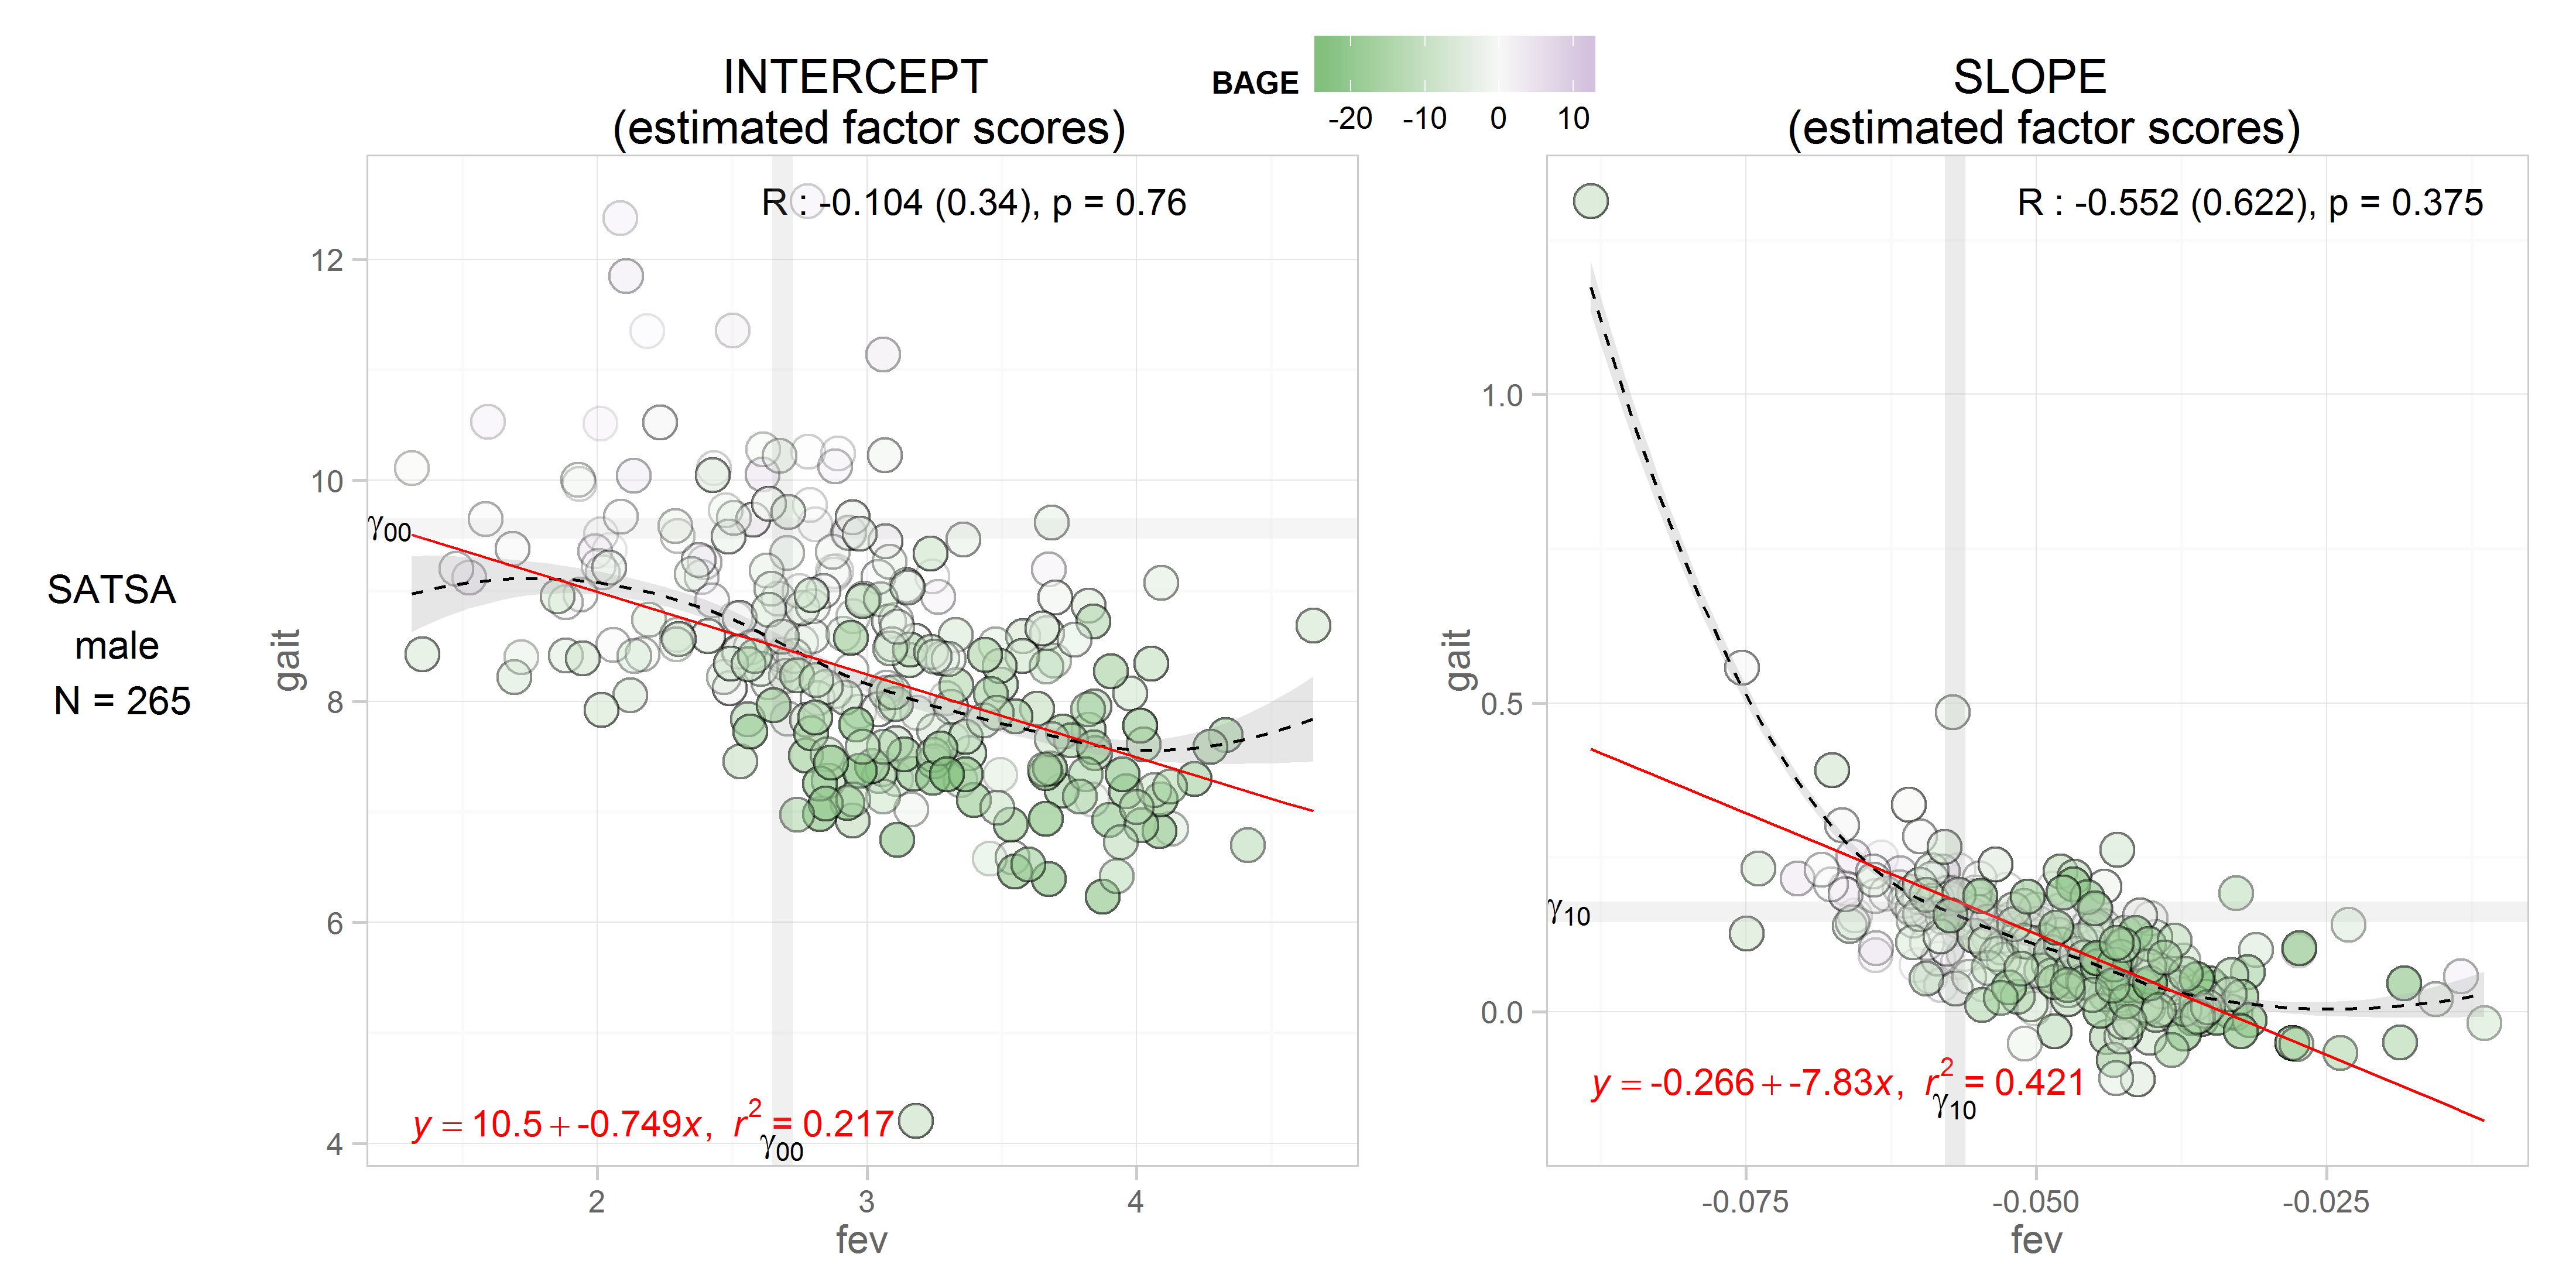 INTERCEPT
(estimated factor scores)
BAGE
-20 -10 0 10
SLOPE
(estimated factor scores)
SATSA
male
N = 265
R : -0.104 (0.34), p = 0.76
12
10
8
6
4
gait
γ00
y = 10.5 + -0.749x, r² = 0.217
γ00
2 3 4
fev
R : -0.552 (0.622), p = 0.375
1.0
0.5
0.0
gait
γ10
y = -0.266 + -7.83x, r² = 0.421
γ10
-0.075 -0.050 -0.025
fev